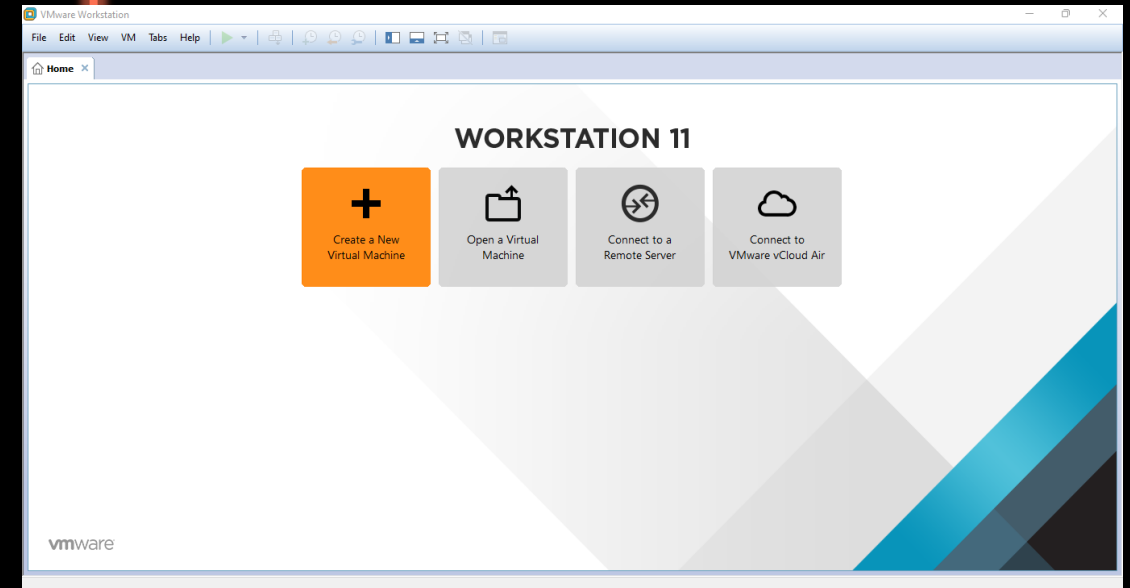 VMware Workstation
File Edit View VM Tabs Help
Home
WORKSTATION 11
Create a New
Virtual Machine
Open a Virtual
Machine
Connect to a
Remote Server
Connect to
VMware vCloud Air
vmware